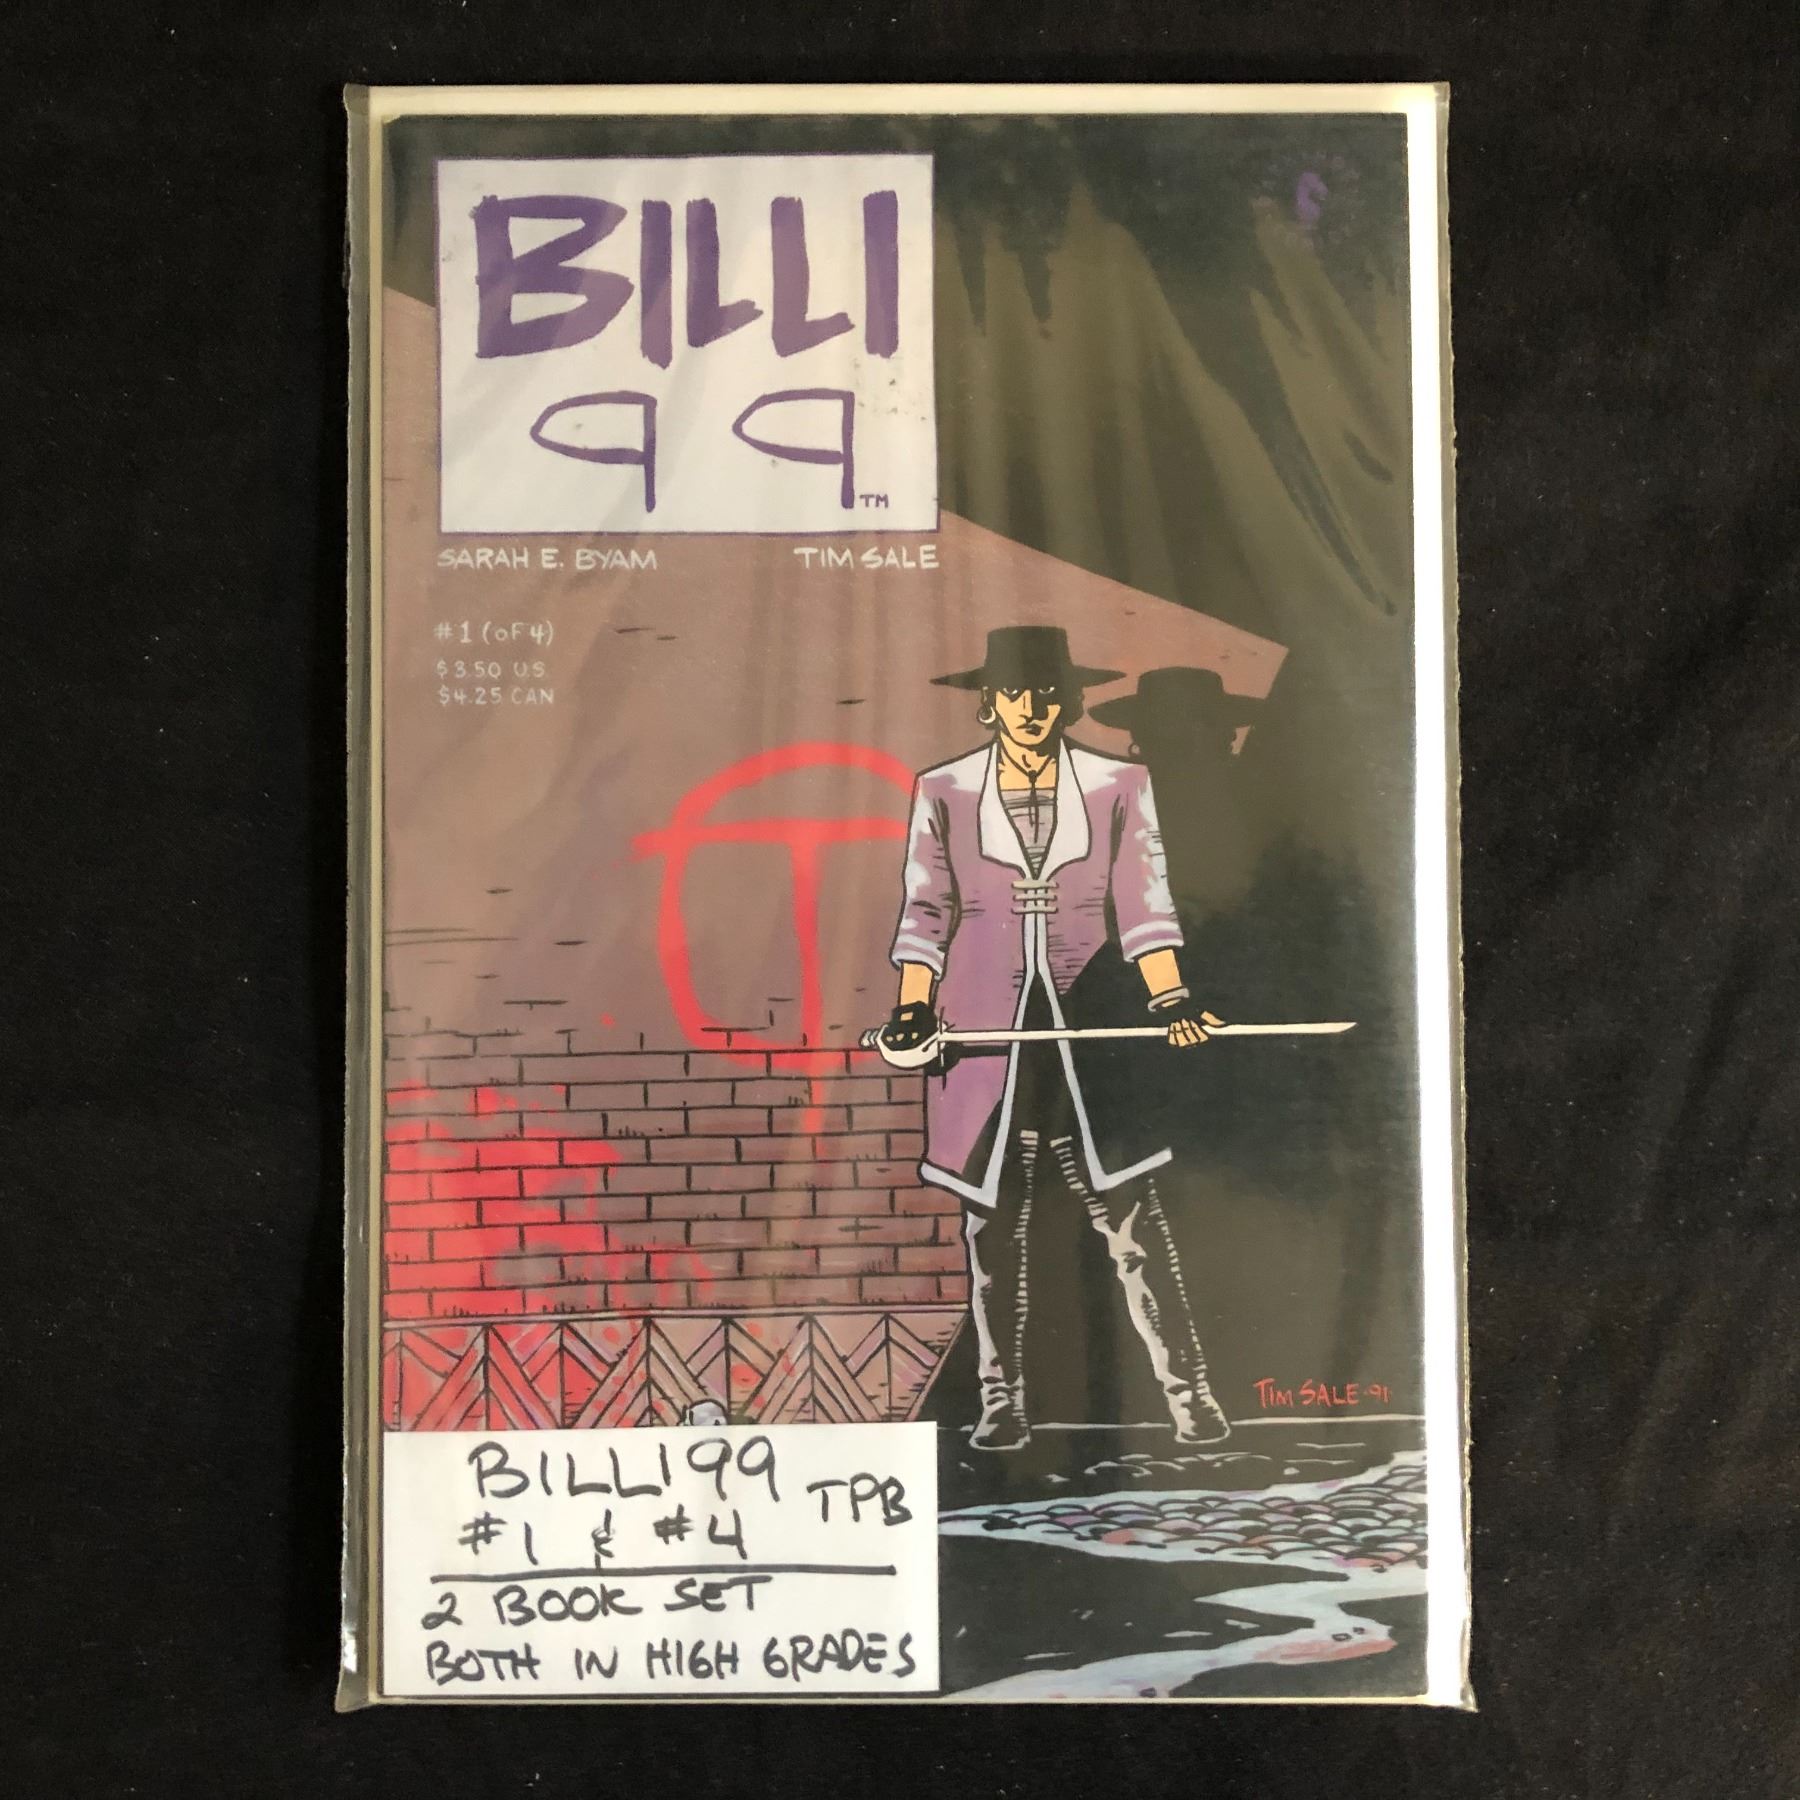 BILLI
99
TM
SARAH E. BYAM TIM SALE
#1 (OF 4)
$3.50 U.S.
$4.25 CAN
T
TIM SALE ·91
BILLI99
#1 & #4 TPB
2 BOOK SET
BOTH IN HIGH GRADES